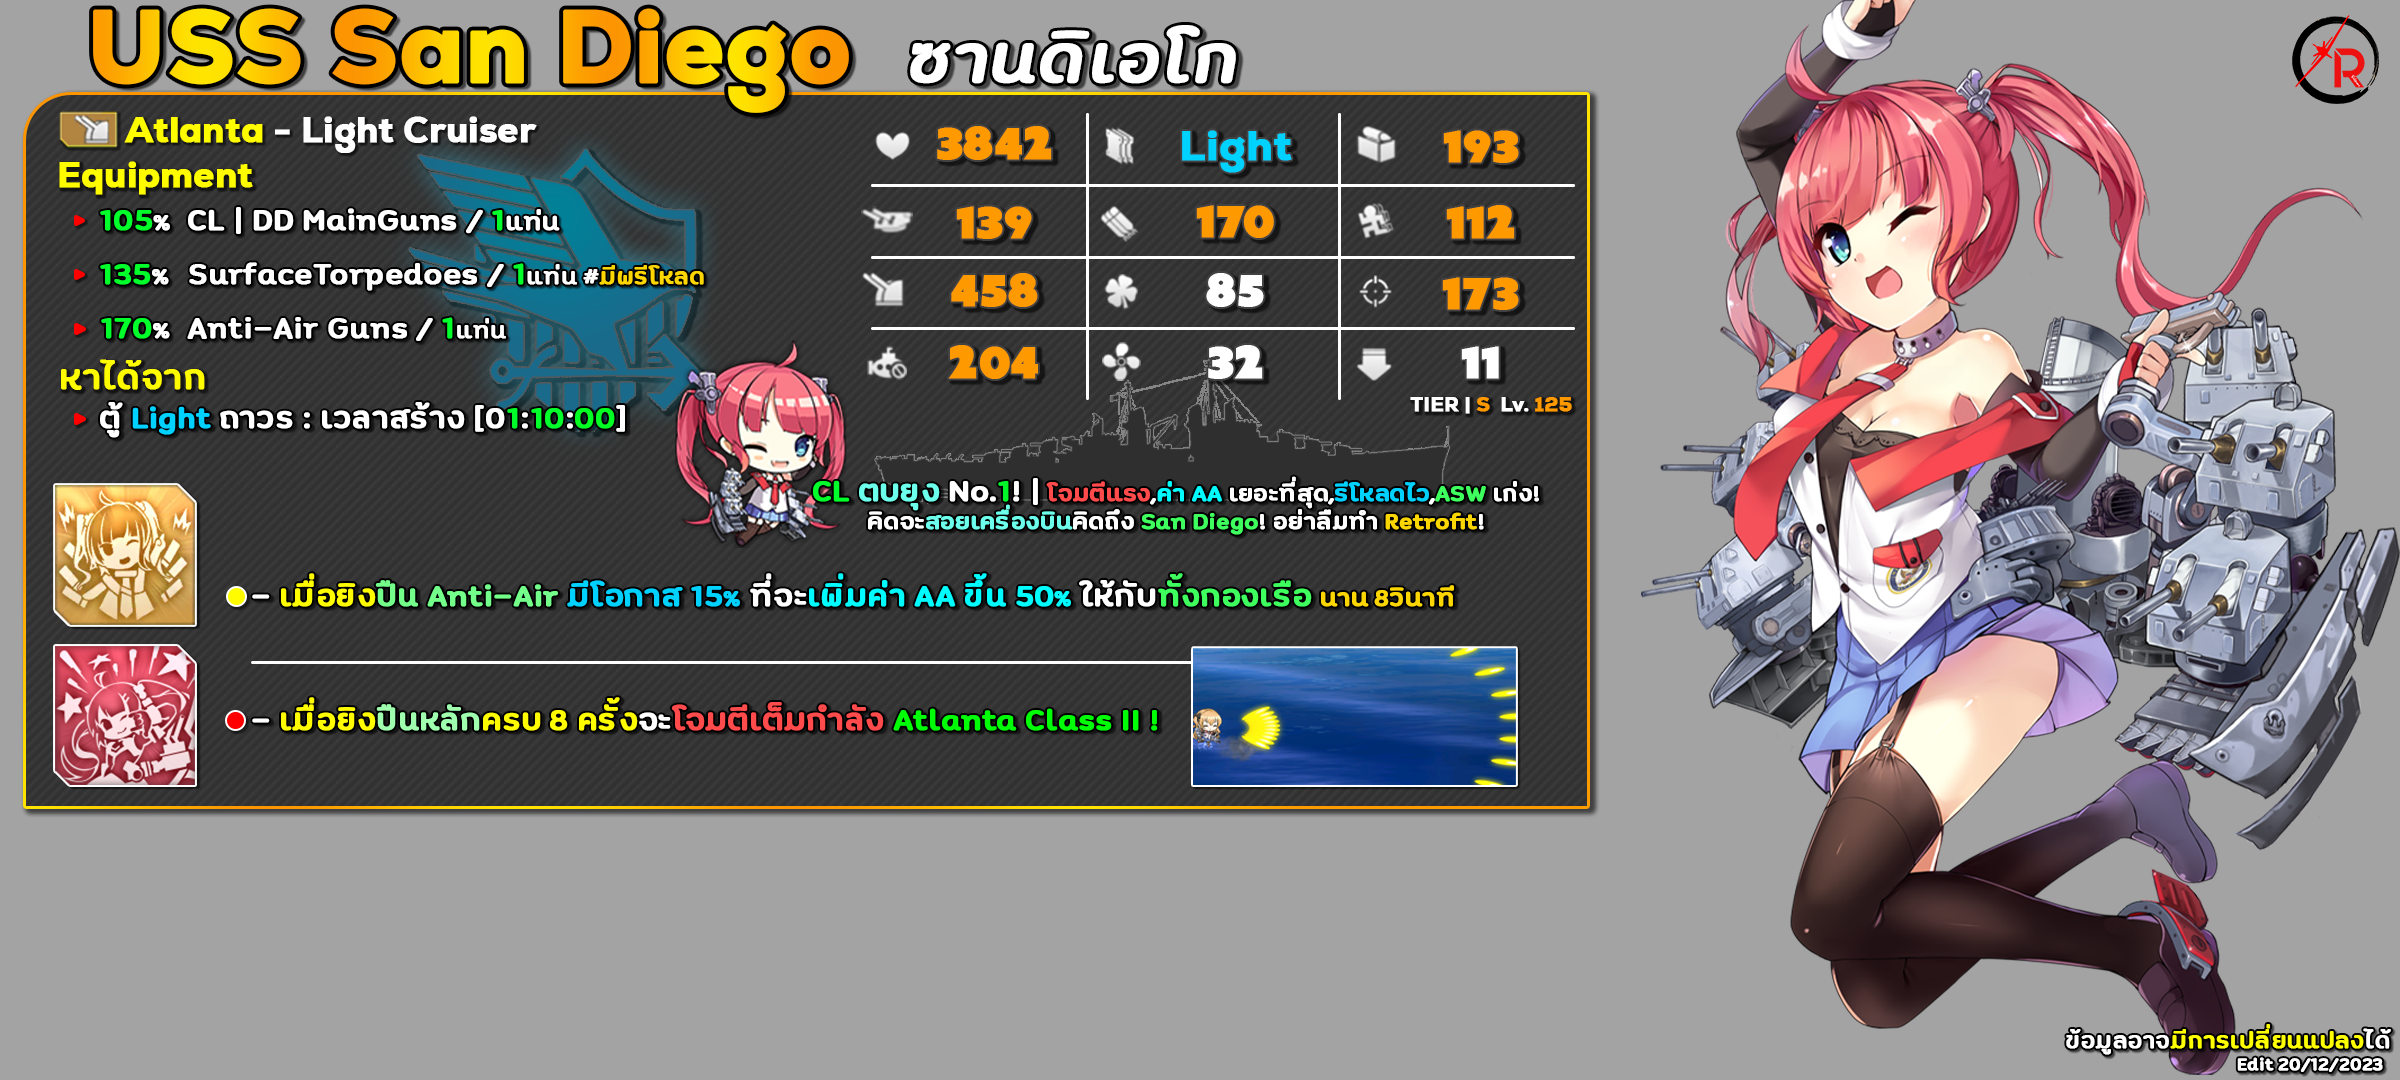 USS San Diego ซานดิเอโก
Atlanta - Light Cruiser
Equipment
105% CL | DD MainGuns / 1แท่น
135% SurfaceTorpedoes / 1แท่น #มีพรีโหลด
170% Anti-Air Guns / 1แท่น
หาได้จาก
ตู้ Light ถาวร : เวลาสร้าง [01:10:00]
3842 Light 193
139 170 112
458 85 173
204 32 11
TIER | S Lv. 125
CL ตบยุง No.1! | โจมตีแรง,ค่า AA เยอะที่สุด,รีโหลดไว,ASW เก่ง!
คิดจะสอยเครื่องบินคิดถึง San Diego! อย่าลืมทำ Retrofit!
- เมื่อยิงปืน Anti-Air มีโอกาส 15% ที่จะเพิ่มค่า AA ขึ้น 50% ให้กับทั้งกองเรือ นาน 8วินาที
- เมื่อยิงปืนหลักครบ 8 ครั้งจะโจมตีเต็มกำลัง Atlanta Class II !
R
ข้อมูลอาจมีการเปลี่ยนแปลงได้
Edit 20/12/2023